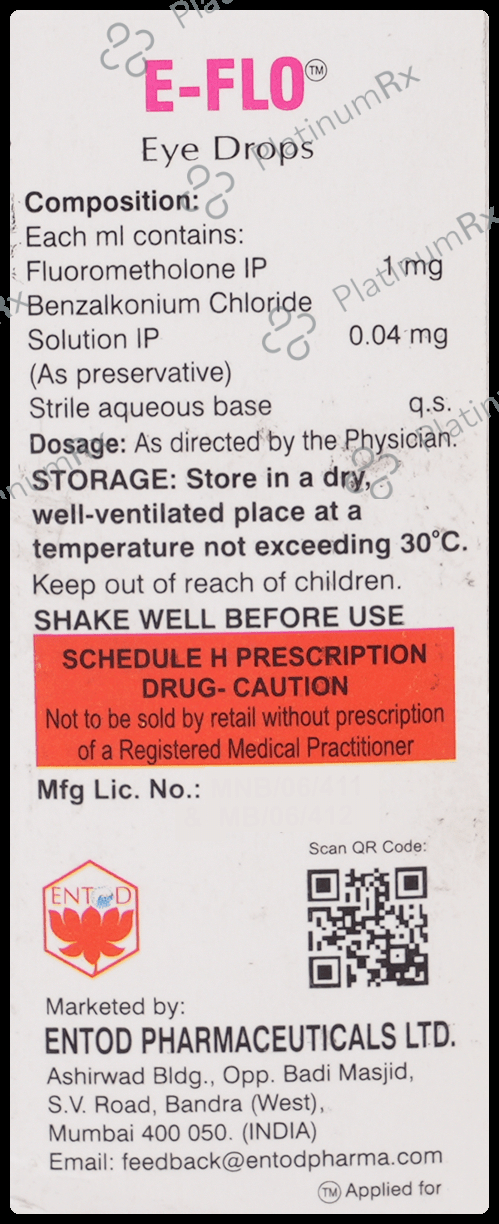 E-FLO™
Eye Drops
Composition:
Each ml contains:
Fluorometholone IP 1 mg
Benzalkonium Chloride
Solution IP 0.04 mg
(As preservative)
Strile aqueous base q.s.
Dosage: As directed by the Physician.
STORAGE: Store in a dry,
well-ventilated place at a
temperature not exceeding 30°C.
Keep out of reach of children.
SHAKE WELL BEFORE USE
SCHEDULE H PRESCRIPTION
DRUG- CAUTION
Not to be sold by retail without prescription
of a Registered Medical Practitioner
Mfg Lic. No.:
Scan QR Code:
ENTOD
Marketed by:
ENTOD PHARMACEUTICALS LTD.
Ashirwad Bldg., Opp. Badi Masjid,
S.V. Road, Bandra (West),
Mumbai 400 050. (INDIA)
Email: feedback@entodpharma.com
TM Applied for
PlatinumRx
PlatinumRx